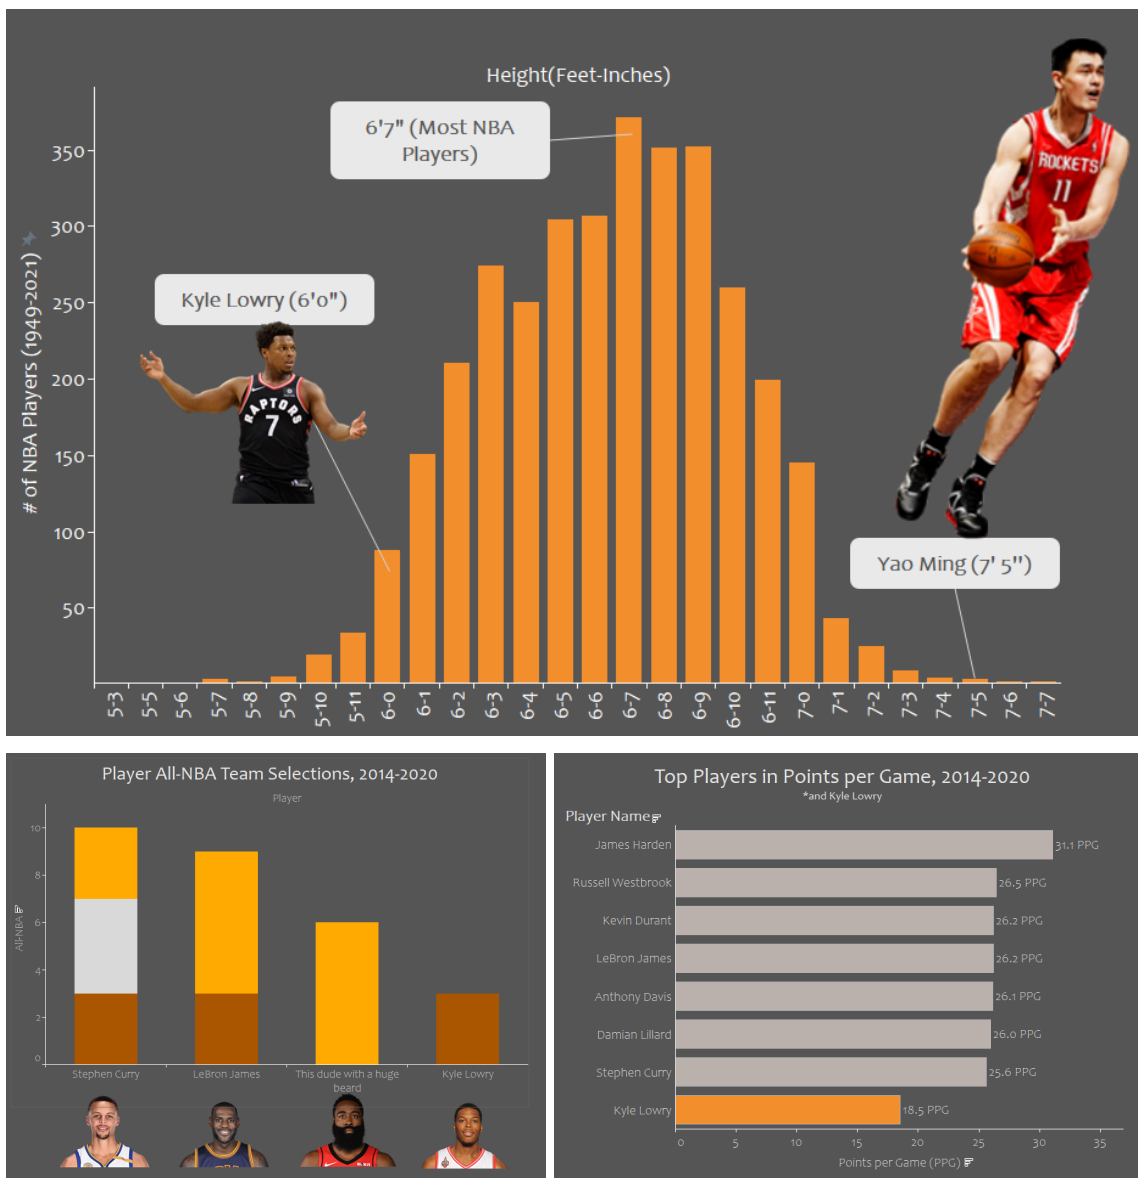 Height(Feet-Inches)
6'7" (Most NBA
Players)
ROCKETS
11
Kyle Lowry (6'0")
RAPTORS
7
Yao Ming (7' 5")
# of NBA Players (1949-2021)
350
300
250
200
150
100
50
5-3 5-5 5-6 5-7 5-8 5-9 5-10 5-11 6-0 6-1 6-2 6-3 6-4 6-5 6-6 6-7 6-8 6-9 6-10 6-11 7-0 7-1 7-2 7-3 7-4 7-5 7-6 7-7
Player All-NBA Team Selections, 2014-2020
Player
All-NBA
10
8
6
4
2
0
Stephen Curry LeBron James This dude with a huge Kyle Lowry
beard
Top Players in Points per Game, 2014-2020
*and Kyle Lowry
Player Name
James Harden 31.1 PPG
Russell Westbrook 26.5 PPG
Kevin Durant 26.2 PPG
LeBron James 26.2 PPG
Anthony Davis 26.1 PPG
Damian Lillard 26.0 PPG
Stephen Curry 25.6 PPG
Kyle Lowry 18.5 PPG
0 5 10 15 20 25 30 35
Points per Game (PPG)